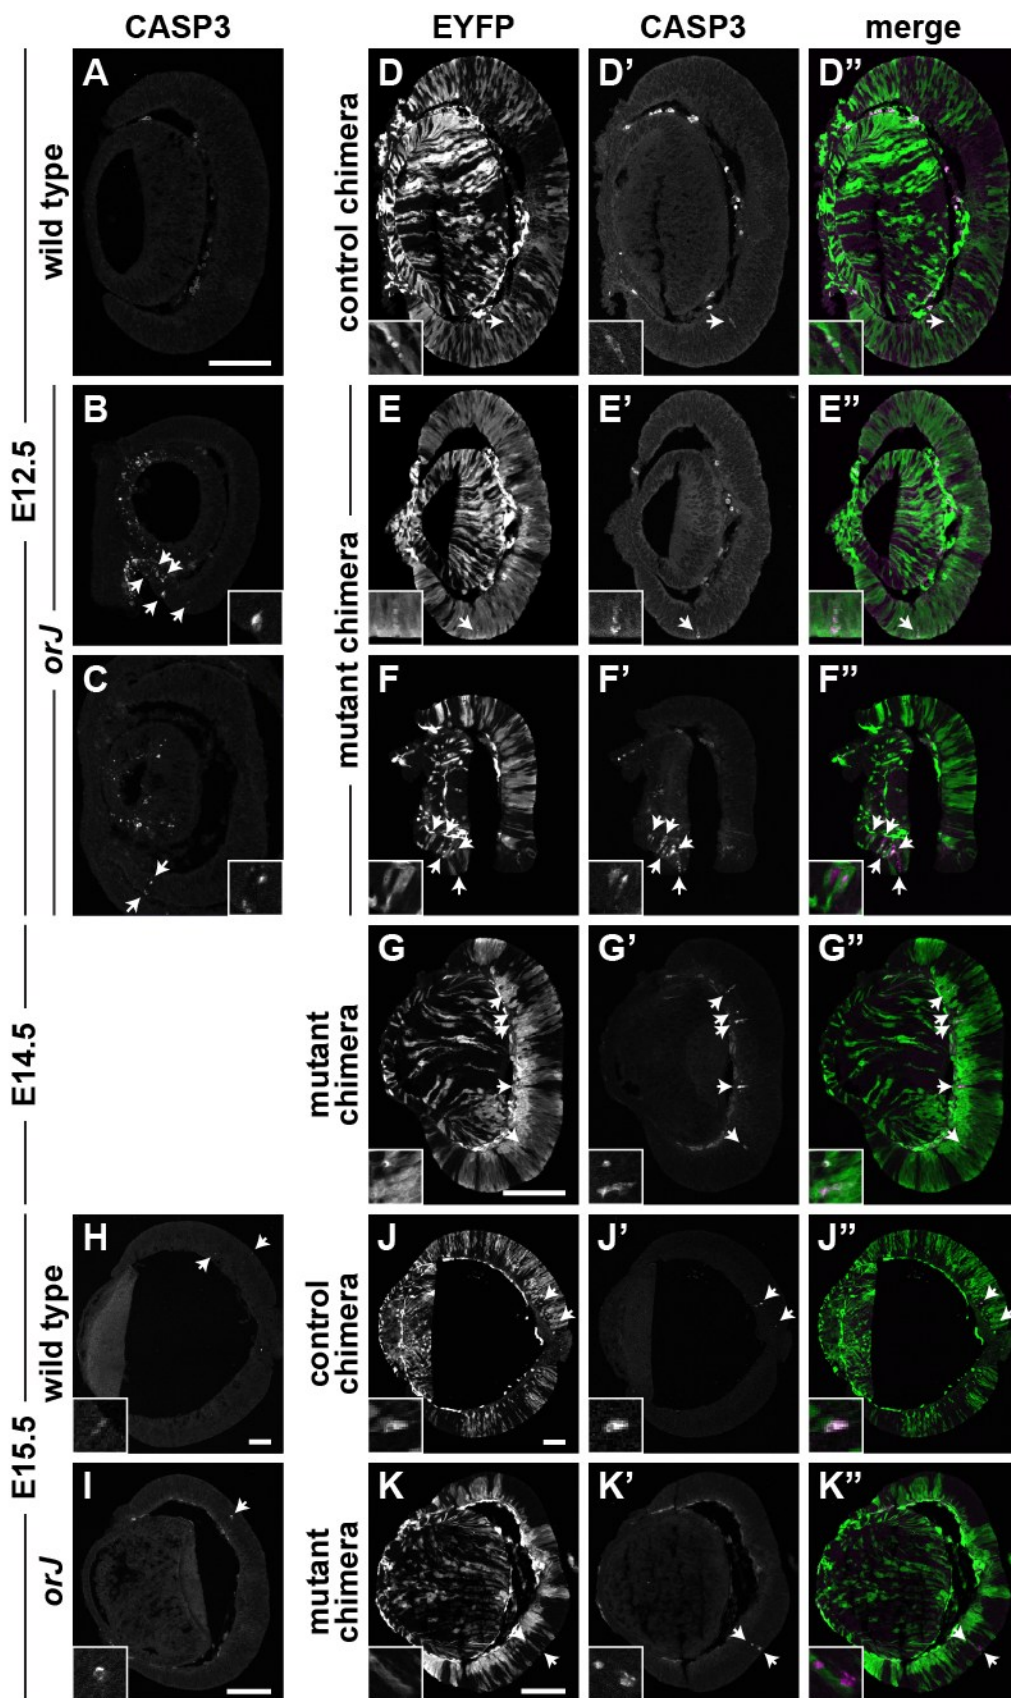 CASP3 EYFP CASP3 merge
E12.5
wild type
A
control chimera
D D’ D”
orJ
B
mutant chimera
E E’ E”
C
F F’ F”
E14.5
mutant
chimera
G G’ G”
E15.5
wild type
H
control
chimera
J J’ J”
orJ
I
mutant
chimera
K K’ K”